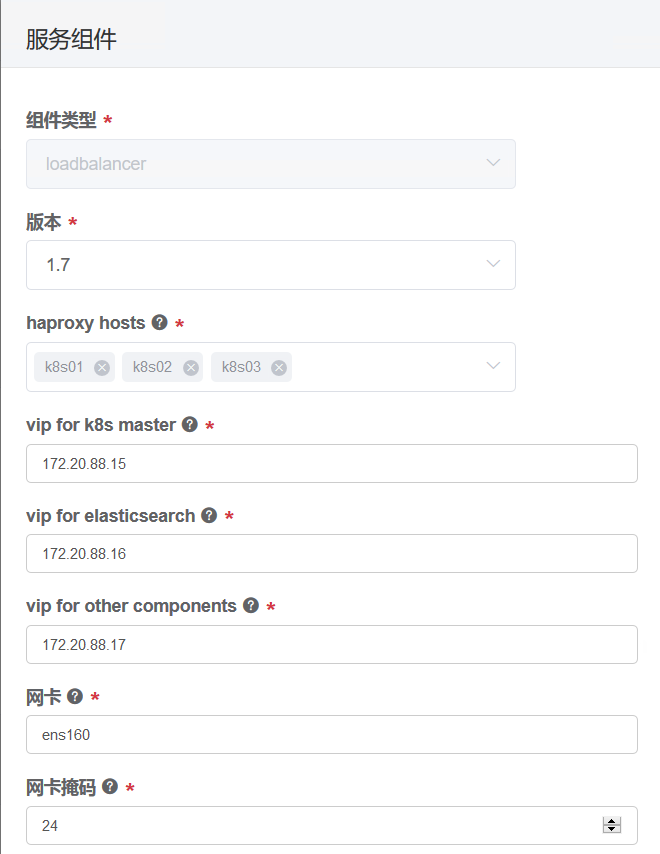 服务组件
组件类型 *
loadbalancer
版本 *
1.7
haproxy hosts ? *
k8s01 k8s02 k8s03
vip for k8s master ? *
172.20.88.15
vip for elasticsearch ? *
172.20.88.16
vip for other components ? *
172.20.88.17
网卡 ? *
ens160
网卡掩码 ? *
24